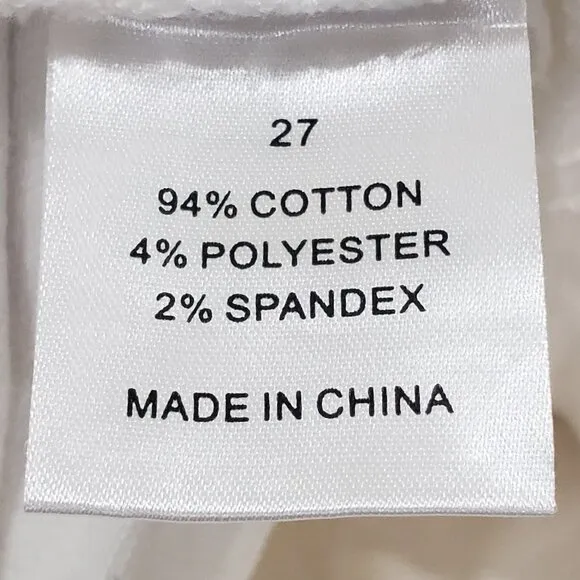 27
94% COTTON
4% POLYESTER
2% SPANDEX
MADE IN CHINA